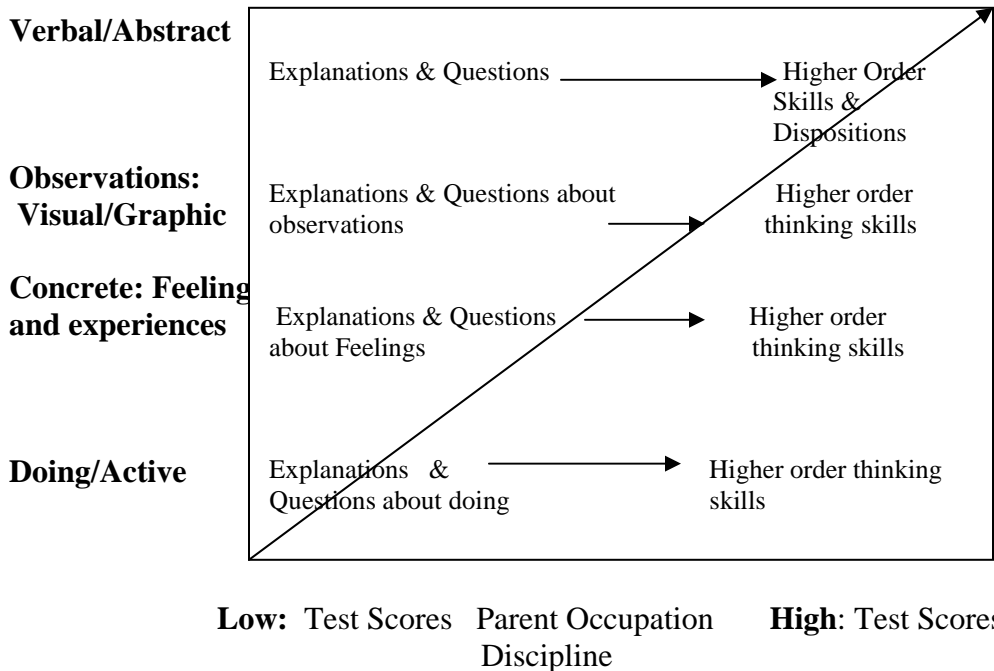 Verbal/Abstract
Explanations & Questions
Higher Order
Skills &
Dispositions
Observations:
Visual/Graphic
Explanations & Questions about
observations
Higher order
thinking skills
Concrete: Feeling
and experiences
Explanations & Questions
about Feelings
Higher order
thinking skills
Doing/Active
Explanations &
Questions about doing
Higher order thinking
skills
Low: Test Scores Parent Occupation High: Test Scores
Discipline